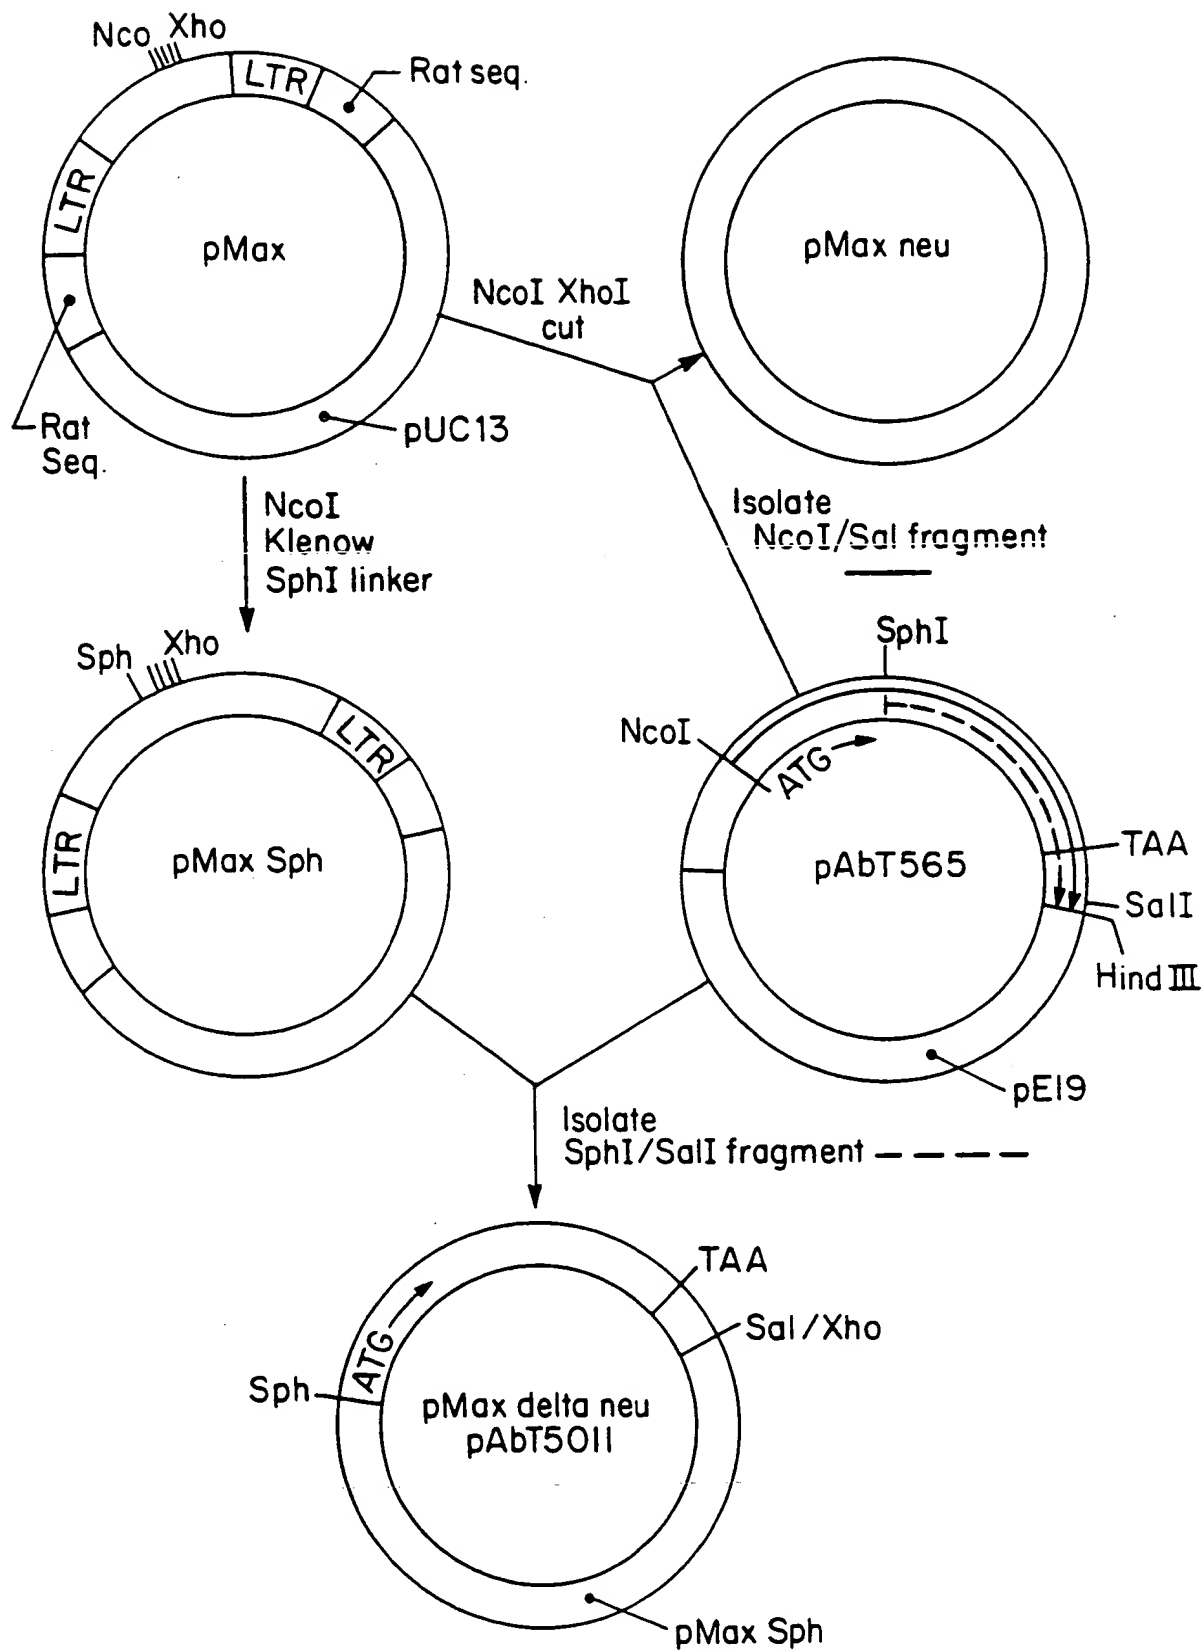 Nco Xho
LTR
Rat seq.
LTR
pMax
pMax neu
NcoI XhoI
cut
Rat
Seq.
pUC13
NcoI
Klenow
SphI linker
Isolate
NcoI/Sal fragment
Sph Xho
LTR
LTR
pMax Sph
SphI
NcoI
ATG
TAA
pAbT565
SalI
Hind III
pE19
Isolate
SphI/SalI fragment
TAA
Sal/Xho
ATG
Sph
pMax delta neu
pAbT5011
pMax Sph